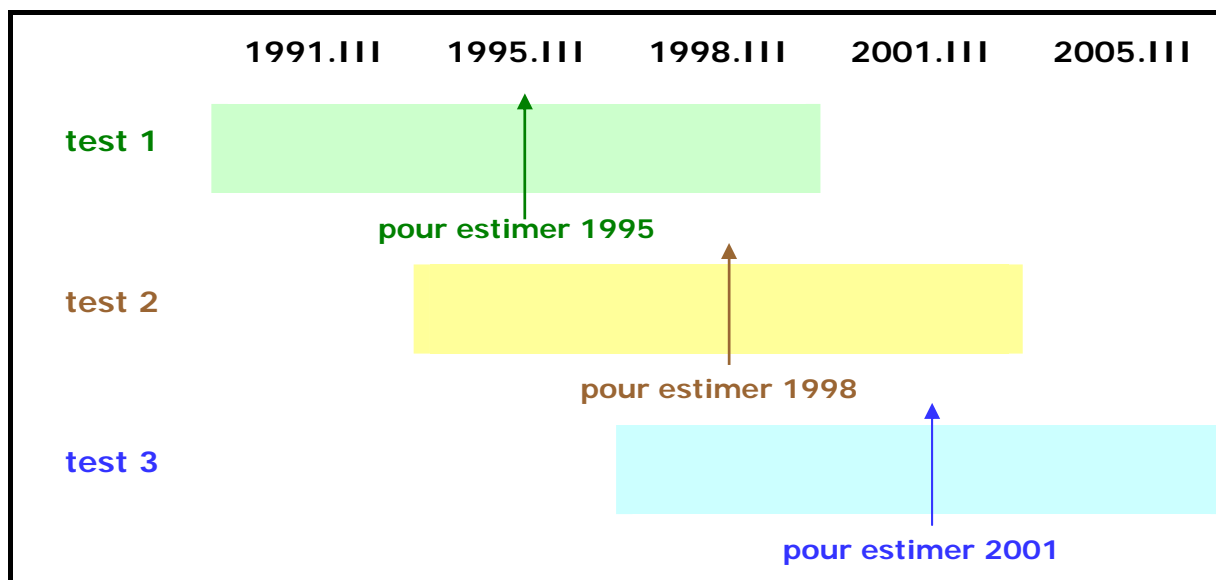 1991.III 1995.III 1998.III 2001.III 2005.III
test 1
pour estimer 1995
test 2
pour estimer 1998
test 3
pour estimer 2001